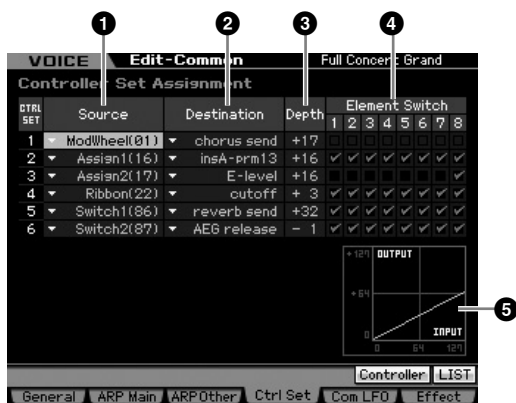 1 2 3 4
VOICE Edit-Common Full Concert Grand
Controller Set Assignment
CTRL SET Source Destination Depth Element Switch
1 2 3 4 5 6 7 8
1 ModWheel(01) chorus send +17
2 Assign1(16) insA-prm13 +16
3 Assign2(17) E-level +16
4 Ribbon(22) cutoff + 3
5 Switch1(86) reverb send +32
6 Switch2(87) AEG release - 1
+127 OUTPUT
+64
5
0 INPUT
0 64 127
Controller LIST
General ARP Main ARP Other Ctrl Set Com LFO Effect